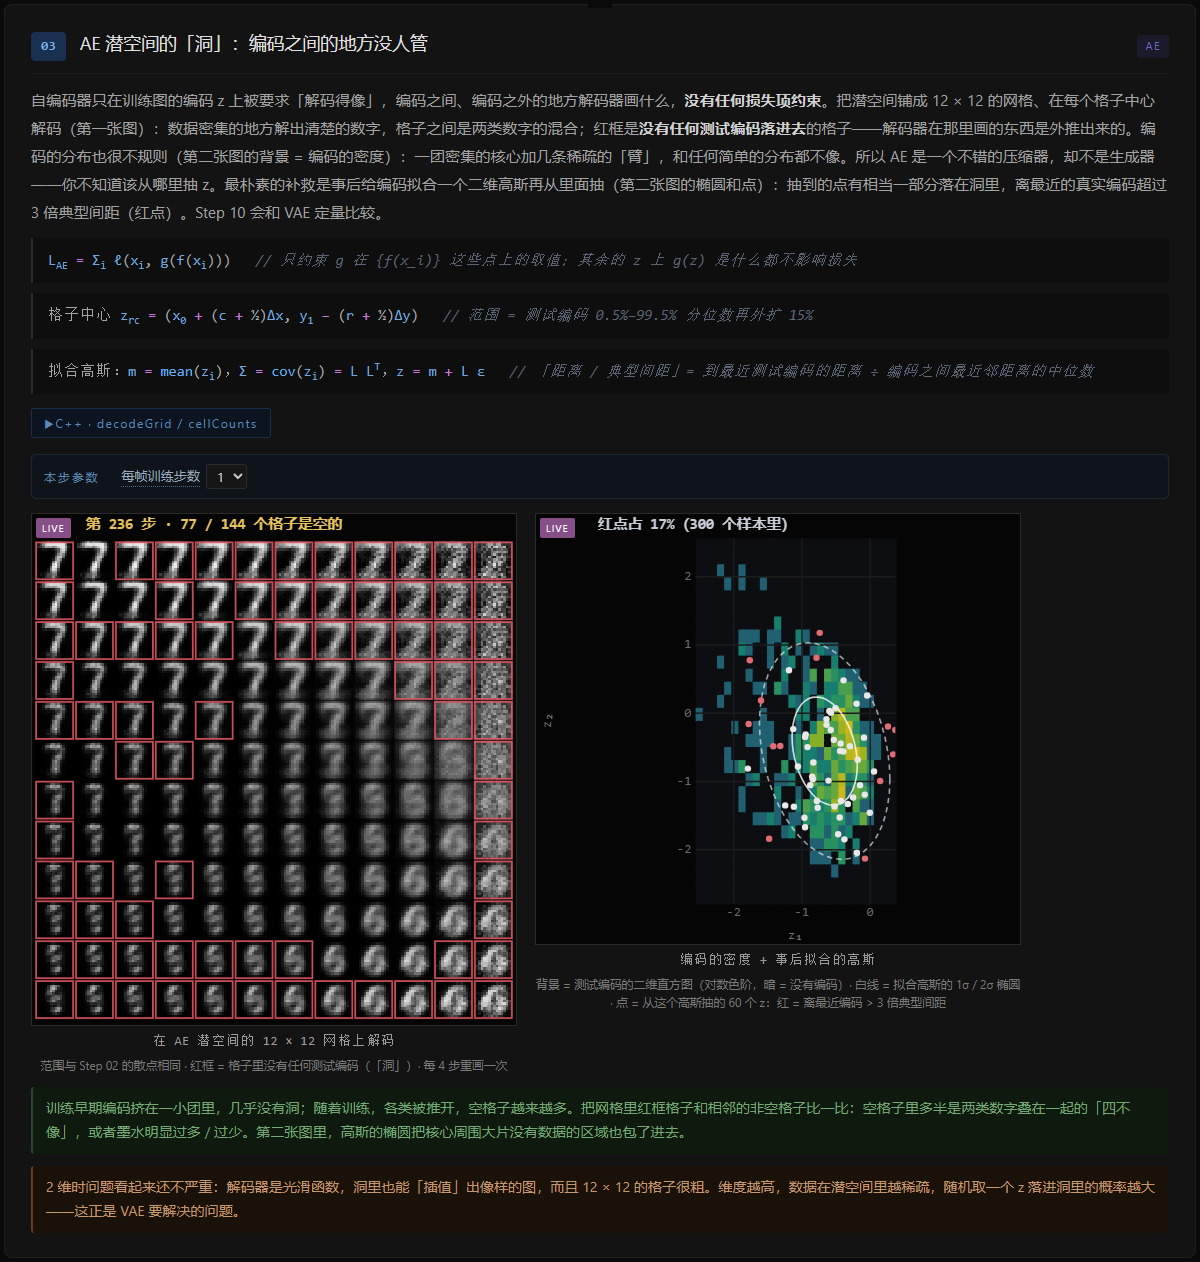 03 AE 潜空间的「洞」：编码之间的地方没人管 AE
自编码器只在训练图的编码 z 上被要求「解码得像」，编码之间、编码之外的地方解码器画什么，没有任何损失项约束。把潜空间铺成 12 × 12 的网格、在每个格子中心
解码（第一张图）：数据密集的地方解出清楚的数字，格子之间是两类数字的混合；红框是没有任何测试编码落进去的格子——解码器在那里画的东西是外推出来的。编
码的分布也很不规则（第二张图的背景 = 编码的密度）：一团密集的核心加几条稀疏的「臂」，和任何简单的分布都不像。所以 AE 是一个不错的压缩器，却不是生成器
——你不知道该从哪里抽 z。最朴素的补救是事后给编码拟合一个二维高斯再从里面抽（第二张图的椭圆和点）：抽到的点有相当一部分落在洞里，离最近的真实编码超过
3 倍典型间距（红点）。Step 10 会和 VAE 定量比较。
L_AE = Σ_i ℓ(x_i, g(f(x_i))) // 只约束 g 在 {f(x_i)} 这些点上的取值；其余的 z 上 g(z) 是什么都不影响损失
格子中心 z_rc = (x_0 + (c + ½)Δx, y_1 − (r + ½)Δy) // 范围 = 测试编码 0.5%–99.5% 分位数再外扩 15%
拟合高斯：m = mean(z_i)，Σ = cov(z_i) = L L^T，z = m + L ε // 「距离 / 典型间距」= 到最近测试编码的距离 ÷ 编码之间最近邻距离的中位数
▶C++ · decodeGrid / cellCounts
本步参数 每帧训练步数 1
LIVE 第 236 步 · 77 / 144 个格子是空的
LIVE 红点占 17% (300 个样本里)
2
1
0
-1
-2
z₂
-2 -1 0
z₁
编码的密度 + 事后拟合的高斯
背景 = 测试编码的二维直方图（对数色阶，暗 = 没有编码）· 白线 = 拟合高斯的 1σ / 2σ 椭圆
· 点 = 从这个高斯抽的 60 个 z：红 = 离最近编码 > 3 倍典型间距
在 AE 潜空间的 12 × 12 网格上解码
范围与 Step 02 的散点相同 · 红框 = 格子里没有任何测试编码（「洞」）· 每 4 步重画一次
训练早期编码挤在一小团里，几乎没有洞；随着训练，各类被推开，空格子越来越多。把网格里红框格子和相邻的非空格子比一比：空格子里多半是两类数字叠在一起的「四不
像」，或者墨水明显过多 / 过少。第二张图里，高斯的椭圆把核心周围大片没有数据的区域也包了进去。
2 维时问题看起来还不严重：解码器是光滑函数，洞里也能「插值」出像样的图，而且 12 × 12 的格子很粗。维度越高，数据在潜空间里越稀疏，随机取一个 z 落进洞里的概率越大
——这正是 VAE 要解决的问题。